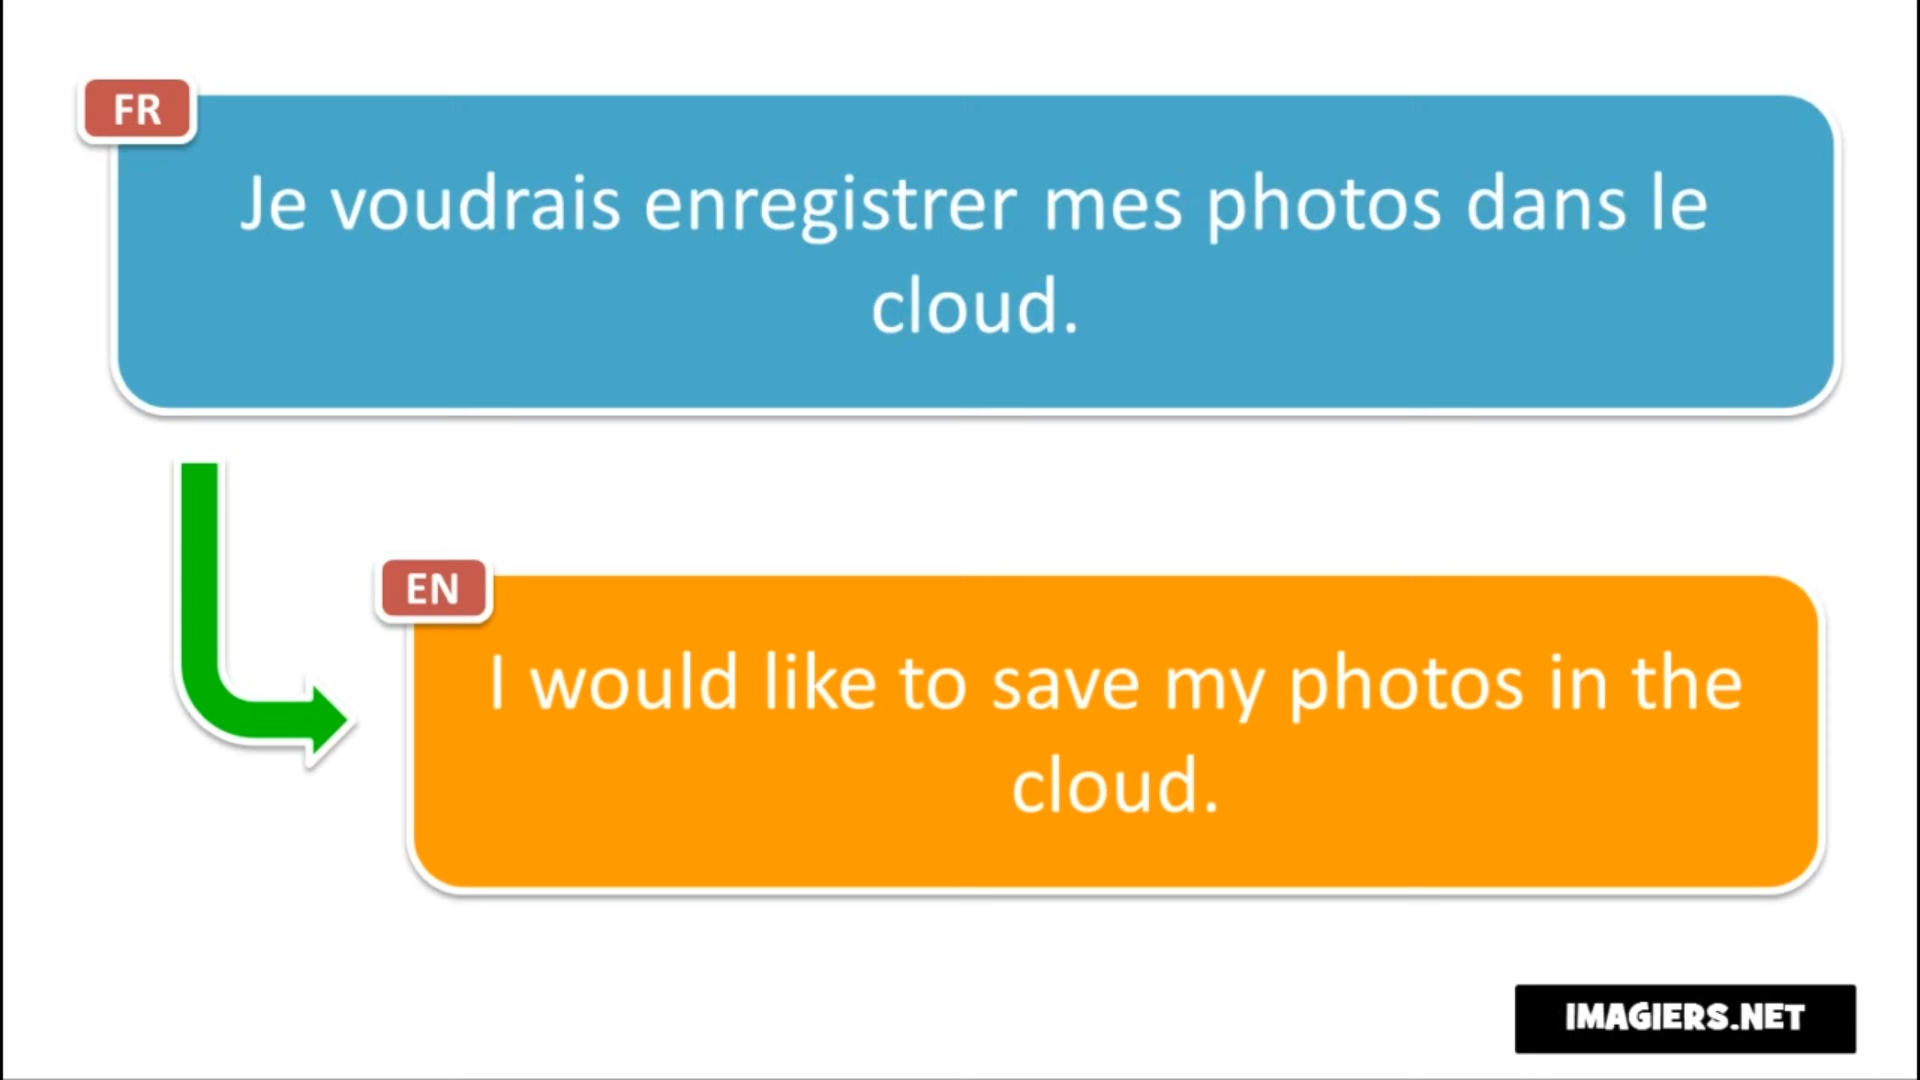 FR
Je voudrais enregistrer mes photos dans le
cloud.
EN
I would like to save my photos in the
cloud.
IMAGIERS.NET